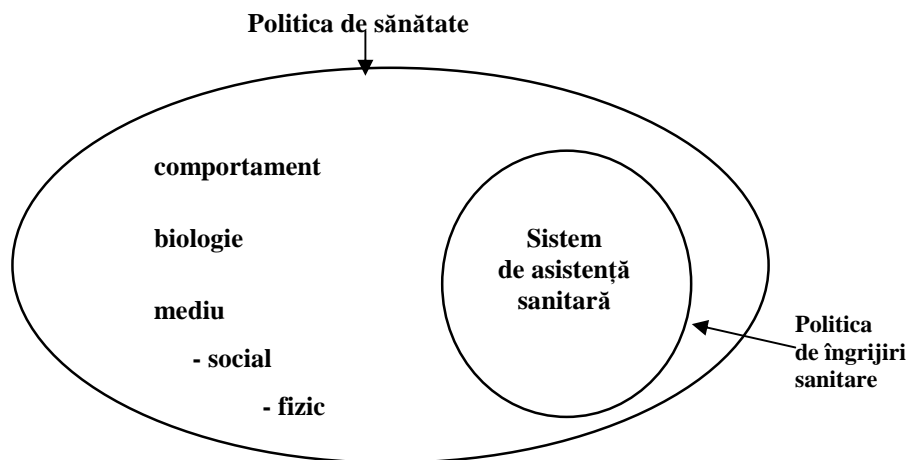 Politica de sănătate
comportament
biologie
mediu
- social
- fizic
Sistem
de asistență
sanitară
Politica
de îngrijiri
sanitare